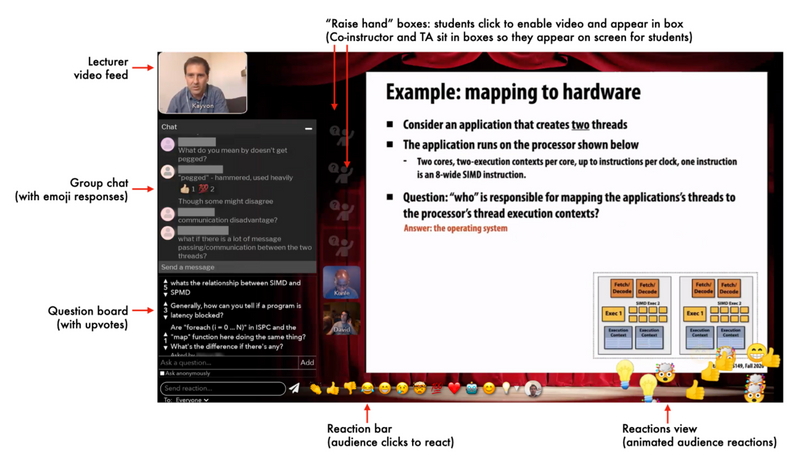 "Raise hand" boxes: students click to enable video and appear in box
(Co-instructor and TA sit in boxes so they appear on screen for students)
Lecturer
video feed
Kayvon
Chat
What do you mean by doesn't get
pegged?
"pegged" - hammered, used heavily
1 2
Though some might disagree
communication disadvantage?
what if there is a lot of message
passing/communication between the two
threads?
Send a message
Group chat
(with emoji responses)
5
whats the relationship between SIMD and
SPMD
3
Generally, how can you tell if a program is
latency blocked?
1
Are "foreach (i = 0 ... N)" in ISPC and the
"map" function here doing the same thing?
What's the difference if there's any?
Asked by
Question board
(with upvotes)
Ask a question...
Add
Ask anonymously
Send reaction...
To: Everyone
David
Example: mapping to hardware
Consider an application that creates two threads
The application runs on the processor shown below
- Two cores, two-execution contexts per core, up to instructions per clock, one instruction
is an 8-wide SIMD instruction.
Question: "who" is responsible for mapping the applications's threads to
the processor's thread execution contexts?
Answer: the operating system
Fetch/
Decode
Fetch/
Decode
Fetch/
Decode
Fetch/
Decode
SIMD Exec 2
SIMD Exec 2
Exec 1
Exec 1
Execution
Context
Execution
Context
Execution
Context
Execution
Context
Reaction bar
(audience clicks to react)
Reactions view
(animated audience reactions)